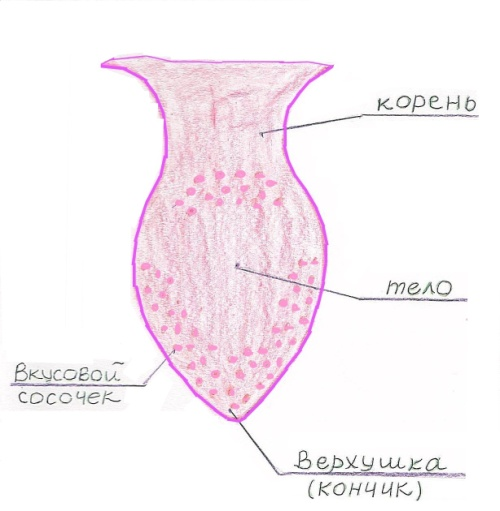 корень
тело
Вкусовой
сосочек
Верхушка
(кончик)